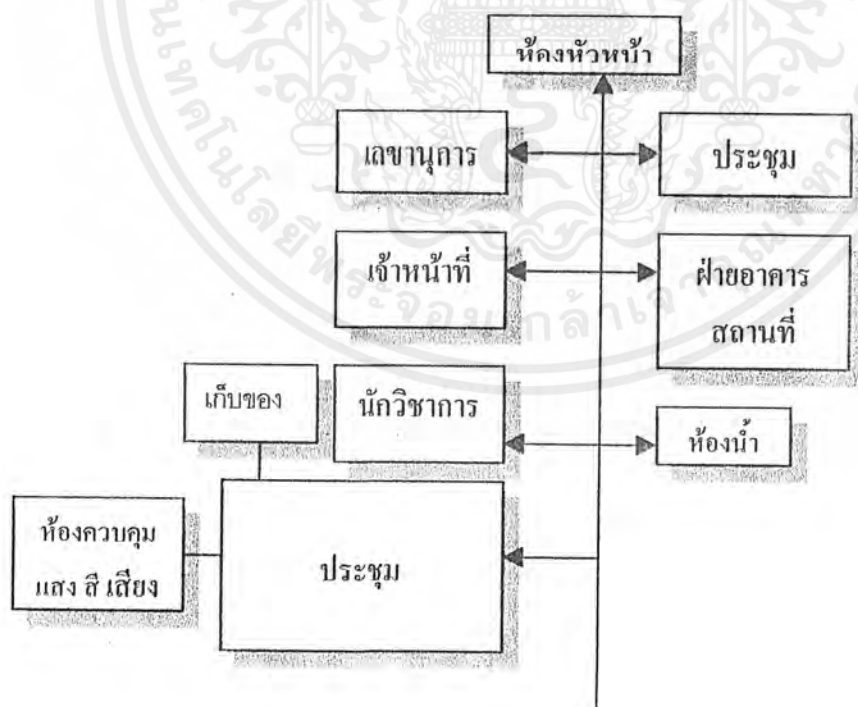 ห้องหัวหน้า
เลขานุการ
ประชุม
เจ้าหน้าที่
ฝ่ายอาคาร
สถานที่
เก็บของ
นักวิชาการ
ห้องน้ำ
ห้องควบคุม
แสง สี เสียง
ประชุม